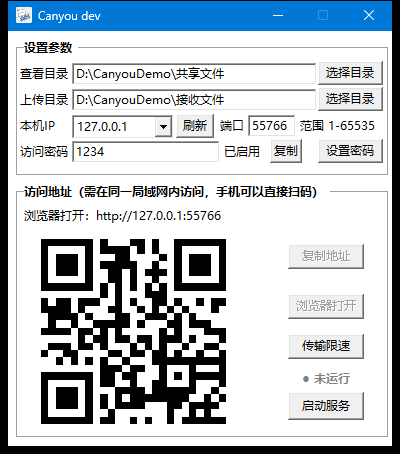 Canyou dev
设置参数
查看目录 D:\CanyouDemo\共享文件 选择目录
上传目录 D:\CanyouDemo\接收文件 选择目录
本机IP 127.0.0.1 刷新 端口 55766 范围 1-65535
访问密码 1234 已启用 复制 设置密码
访问地址（需在同一局域网内访问，手机可以直接扫码）
浏览器打开：http://127.0.0.1:55766
复制地址
浏览器打开
传输限速
● 未运行
启动服务